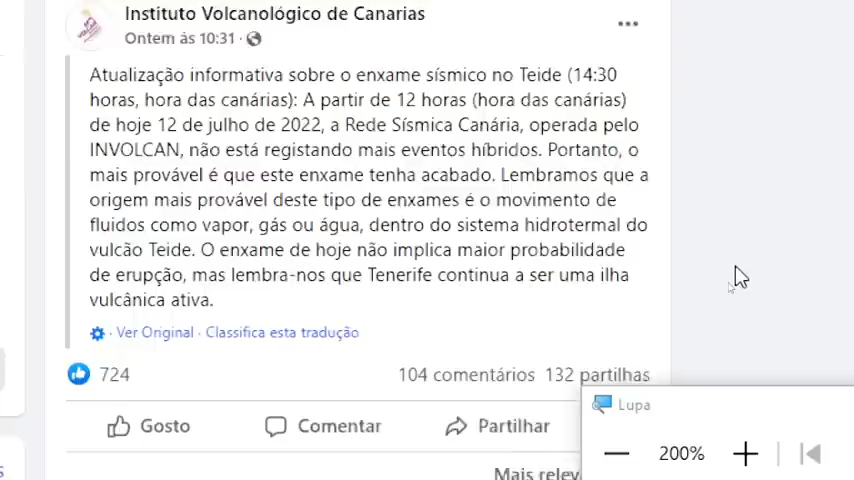 Instituto Volcanológico de Canarias
Ontem às 10:31 ·
Atualização informativa sobre o enxame sísmico no Teide (14:30
horas, hora das canárias): A partir de 12 horas (hora das canárias)
de hoje 12 de julho de 2022, a Rede Sísmica Canária, operada pelo
INVOLCAN, não está registando mais eventos híbridos. Portanto, o
mais provável é que este enxame tenha acabado. Lembramos que a
origem mais provável deste tipo de enxames é o movimento de
fluidos como vapor, gás ou água, dentro do sistema hidrotermal do
vulcão Teide. O enxame de hoje não implica maior probabilidade
de erupção, mas lembra-nos que Tenerife continua a ser uma ilha
vulcânica ativa.
· Ver Original · Classifica esta tradução
724 104 comentários 132 partilhas
Gosto Comentar Partilhar
Mais
Lupa
200%